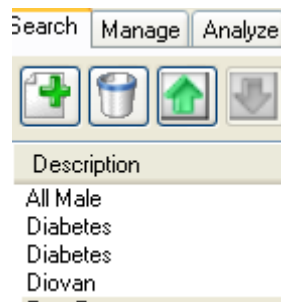 Search Manage Analyze
Description
All Male
Diabetes
Diabetes
Diovan